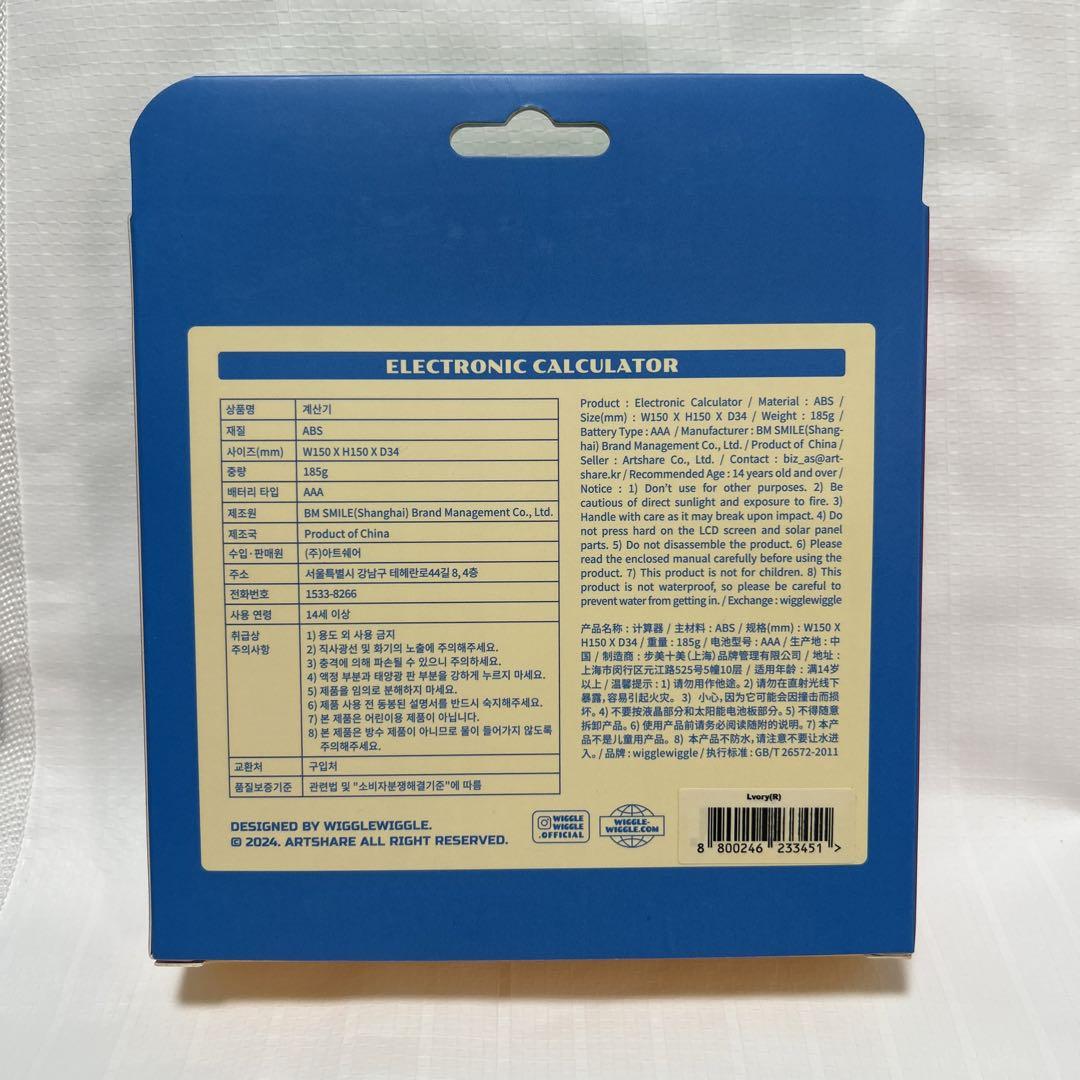 ELECTRONIC CALCULATOR
상품명 계산기
재질 ABS
사이즈(mm) W150 X H150 X D34
중량 185g
배터리 타입 AAA
제조원 BM SMILE(Shanghai) Brand Management Co., Ltd.
제조국 Product of China
수입·판매원 (주)아트쉐어
주소 서울특별시 강남구 테헤란로44길 8, 4층
전화번호 1533-8266
사용 연령 14세 이상
취급상 1) 용도 외 사용 금지
주의사항 2) 직사광선 및 화기의 노출에 주의해주세요.
3) 충격에 의해 파손될 수 있으니 주의하세요.
4) 액정 부분과 태양광 판 부분을 강하게 누르지 마세요.
5) 제품을 임의로 분해하지 마세요.
6) 제품 사용 전 동봉된 설명서를 반드시 숙지해주세요.
7) 본 제품은 어린이용 제품이 아닙니다.
8) 본 제품은 방수 제품이 아니므로 물이 들어가지 않도록
주의해주세요.
교환처 구입처
품질보증기준 관련법 및 "소비자분쟁해결기준"에 따름
Product : Electronic Calculator / Material : ABS /
Size(mm) : W150 X H150 X D34 / Weight : 185g /
Battery Type : AAA / Manufacturer : BM SMILE(Shang-
hai) Brand Management Co., Ltd. / Product of China /
Seller : Artshare Co., Ltd. / Contact : biz_as@art-
share.kr / Recommended Age : 14 years old and over /
Notice : 1) Don't use for other purposes. 2) Be
cautious of direct sunlight and exposure to fire. 3)
Handle with care as it may break upon impact. 4) Do
not press hard on the LCD screen and solar panel
parts. 5) Do not disassemble the product. 6) Please
read the enclosed manual carefully before using the
product. 7) This product is not for children. 8) This
product is not waterproof, so please be careful to
prevent water from getting in. / Exchange : wigglewiggle
产品名称 : 计算器 / 主材料 : ABS / 规格(mm) : W150 X
H150 X D34 / 重量 : 185g / 电池型号 : AAA / 生产地 : 中
国 / 制造商 : 步美十美(上海)品牌管理有限公司 / 地址 :
上海市闵行区元江路525号5幢10层 / 适用年龄 : 满14岁
以上 / 温馨提示 : 1) 请勿用作他途。2) 请勿在直射光线下
暴露，容易引起火灾。 3) 小心，因为它可能会因撞击而损
坏。4) 不要按液晶部分和太阳能电池板部分。5) 不得随意
拆卸产品。6) 使用产品前请务必阅读随附的说明。7) 本产
品不是儿童用产品。8) 本产品不防水，请注意不要让水进
入。/ 品牌 : wigglewiggle / 执行标准 : GB/T 26572-2011
DESIGNED BY WIGGLEWIGGLE.
© 2024. ARTSHARE ALL RIGHT RESERVED.
WIGGLE
WIGGLE
.OFFICIAL
WIGGLE-
WIGGLE.COM
Lvory(R)
8 800246 233451 >